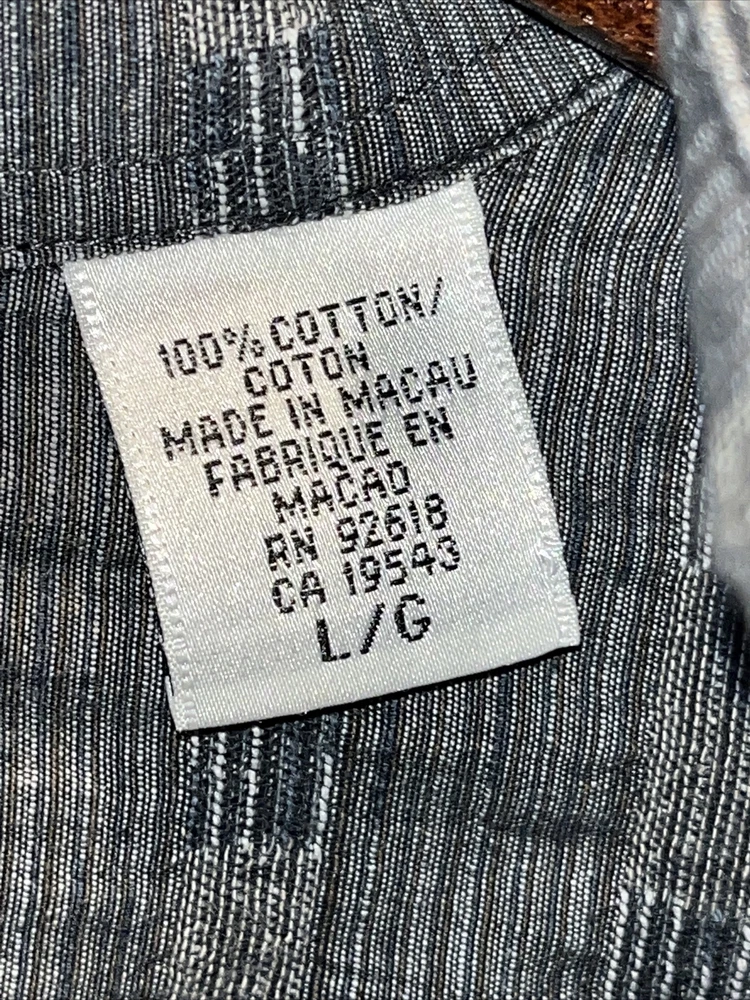 100% COTTON/
COTON
MADE IN MACAU
FABRIQUE EN
MACAO
RN 92618
CA 19543
L/G